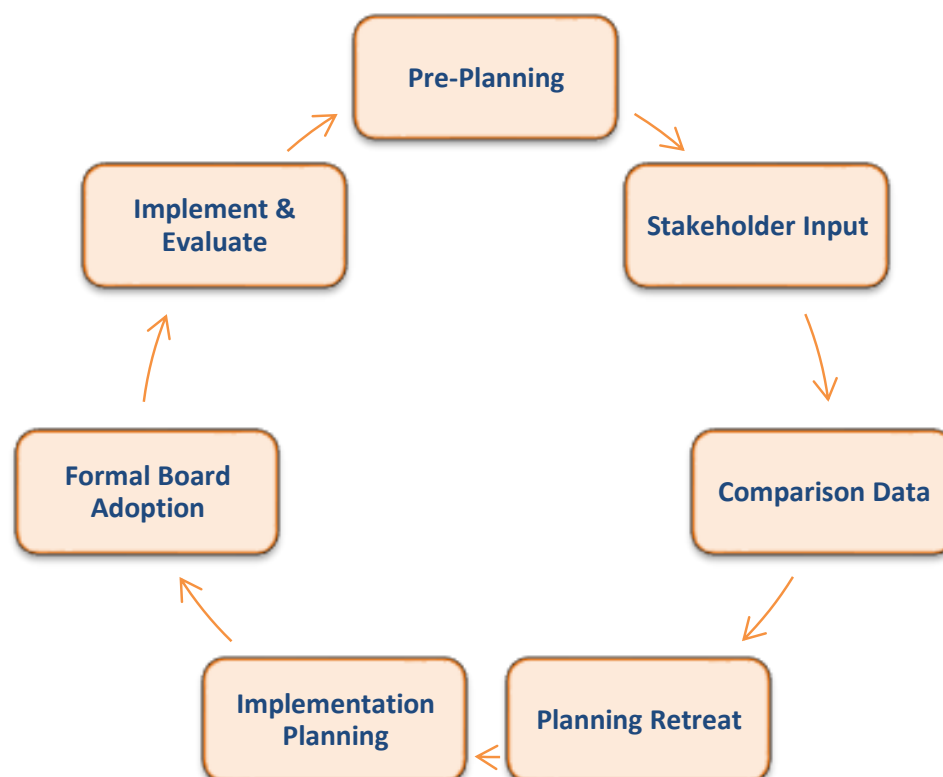 Pre-Planning
Stakeholder Input
Comparison Data
Planning Retreat
Implementation
Planning
Formal Board
Adoption
Implement &
Evaluate